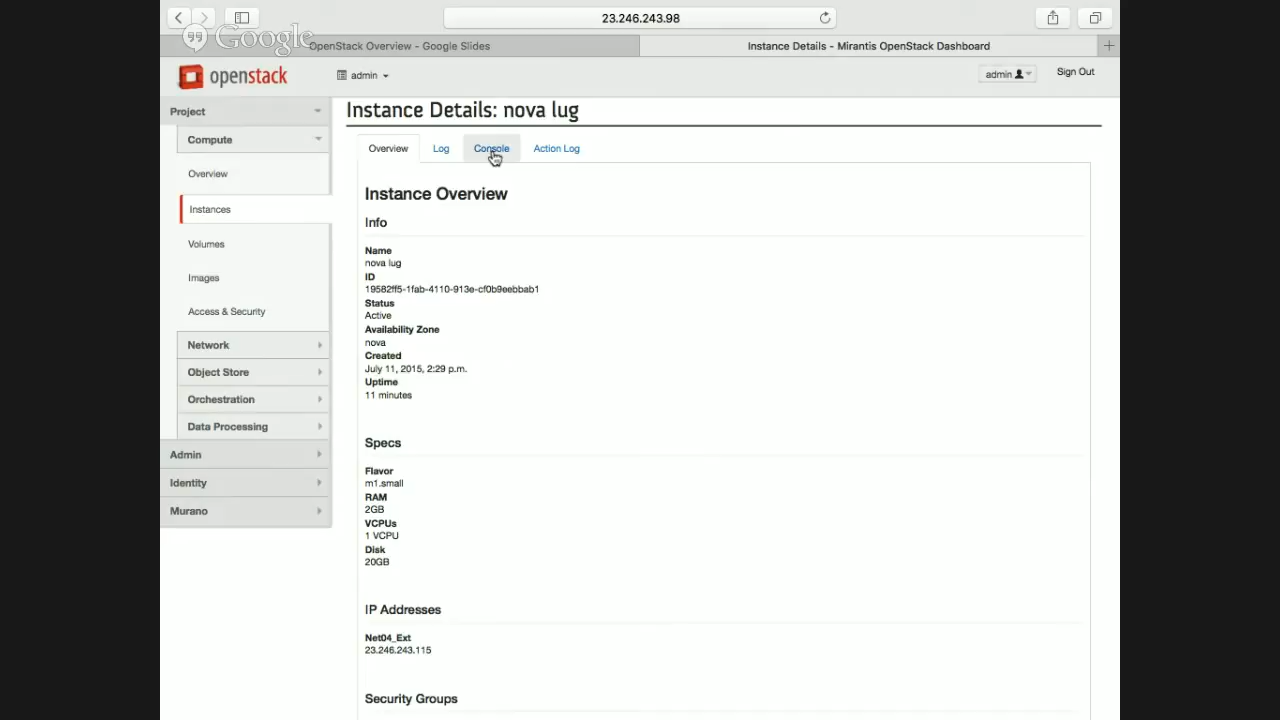 23.246.243.98
Google
OpenStack Overview - Google Slides
Instance Details - Mirantis OpenStack Dashboard
openstack
admin
admin
Sign Out
Project
Compute
Overview
Instances
Volumes
Images
Access & Security
Network
Object Store
Orchestration
Data Processing
Admin
Identity
Murano
Instance Details: nova lug
Overview
Log
Console
Action Log
Instance Overview
Info
Name
nova lug
ID
19582ff5-1fab-4110-913e-cf0b9eebbab1
Status
Active
Availability Zone
nova
Created
July 11, 2015, 2:29 p.m.
Uptime
11 minutes
Specs
Flavor
m1.small
RAM
2GB
VCPUs
1 VCPU
Disk
20GB
IP Addresses
Net04_Ext
23.246.243.115
Security Groups